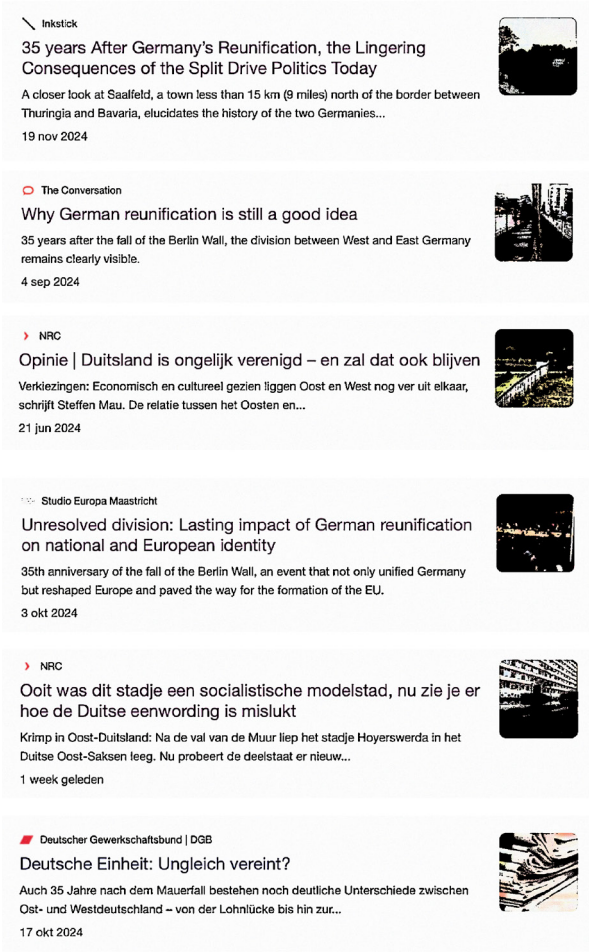 Inkstick
35 years After Germany's Reunification, the Lingering
Consequences of the Split Drive Politics Today
A closer look at Saalfeld, a town less than 15 km (9 miles) north of the border between
Thuringia and Bavaria, elucidates the history of the two Germanies...
19 nov 2024
The Conversation
Why German reunification is still a good idea
35 years after the fall of the Berlin Wall, the division between West and East Germany
remains clearly visible.
4 sep 2024
NRC
Opinie | Duitsland is ongelijk verenigd – en zal dat ook blijven
Verkiezingen: Economisch en cultureel gezien liggen Oost en West nog ver uit elkaar,
schrijft Steffen Mau. De relatie tussen het Oosten en...
21 jun 2024
Studio Europa Maastricht
Unresolved division: Lasting impact of German reunification
on national and European identity
35th anniversary of the fall of the Berlin Wall, an event that not only unified Germany
but reshaped Europe and paved the way for the formation of the EU.
3 okt 2024
NRC
Ooit was dit stadje een socialistische modelstad, nu zie je er
hoe de Duitse eenwording is mislukt
Krimp in Oost-Duitsland: Na de val van de Muur liep het stadje Hoyerswerda in het
Duitse Oost-Saksen leeg. Nu probeert de deelstaat er nieuw...
1 week geleden
Deutscher Gewerkschaftsbund | DGB
Deutsche Einheit: Ungleich vereint?
Auch 35 Jahre nach dem Mauerfall bestehen noch deutliche Unterschiede zwischen
Ost- und Westdeutschland – von der Lohnlücke bis hin zur...
17 okt 2024